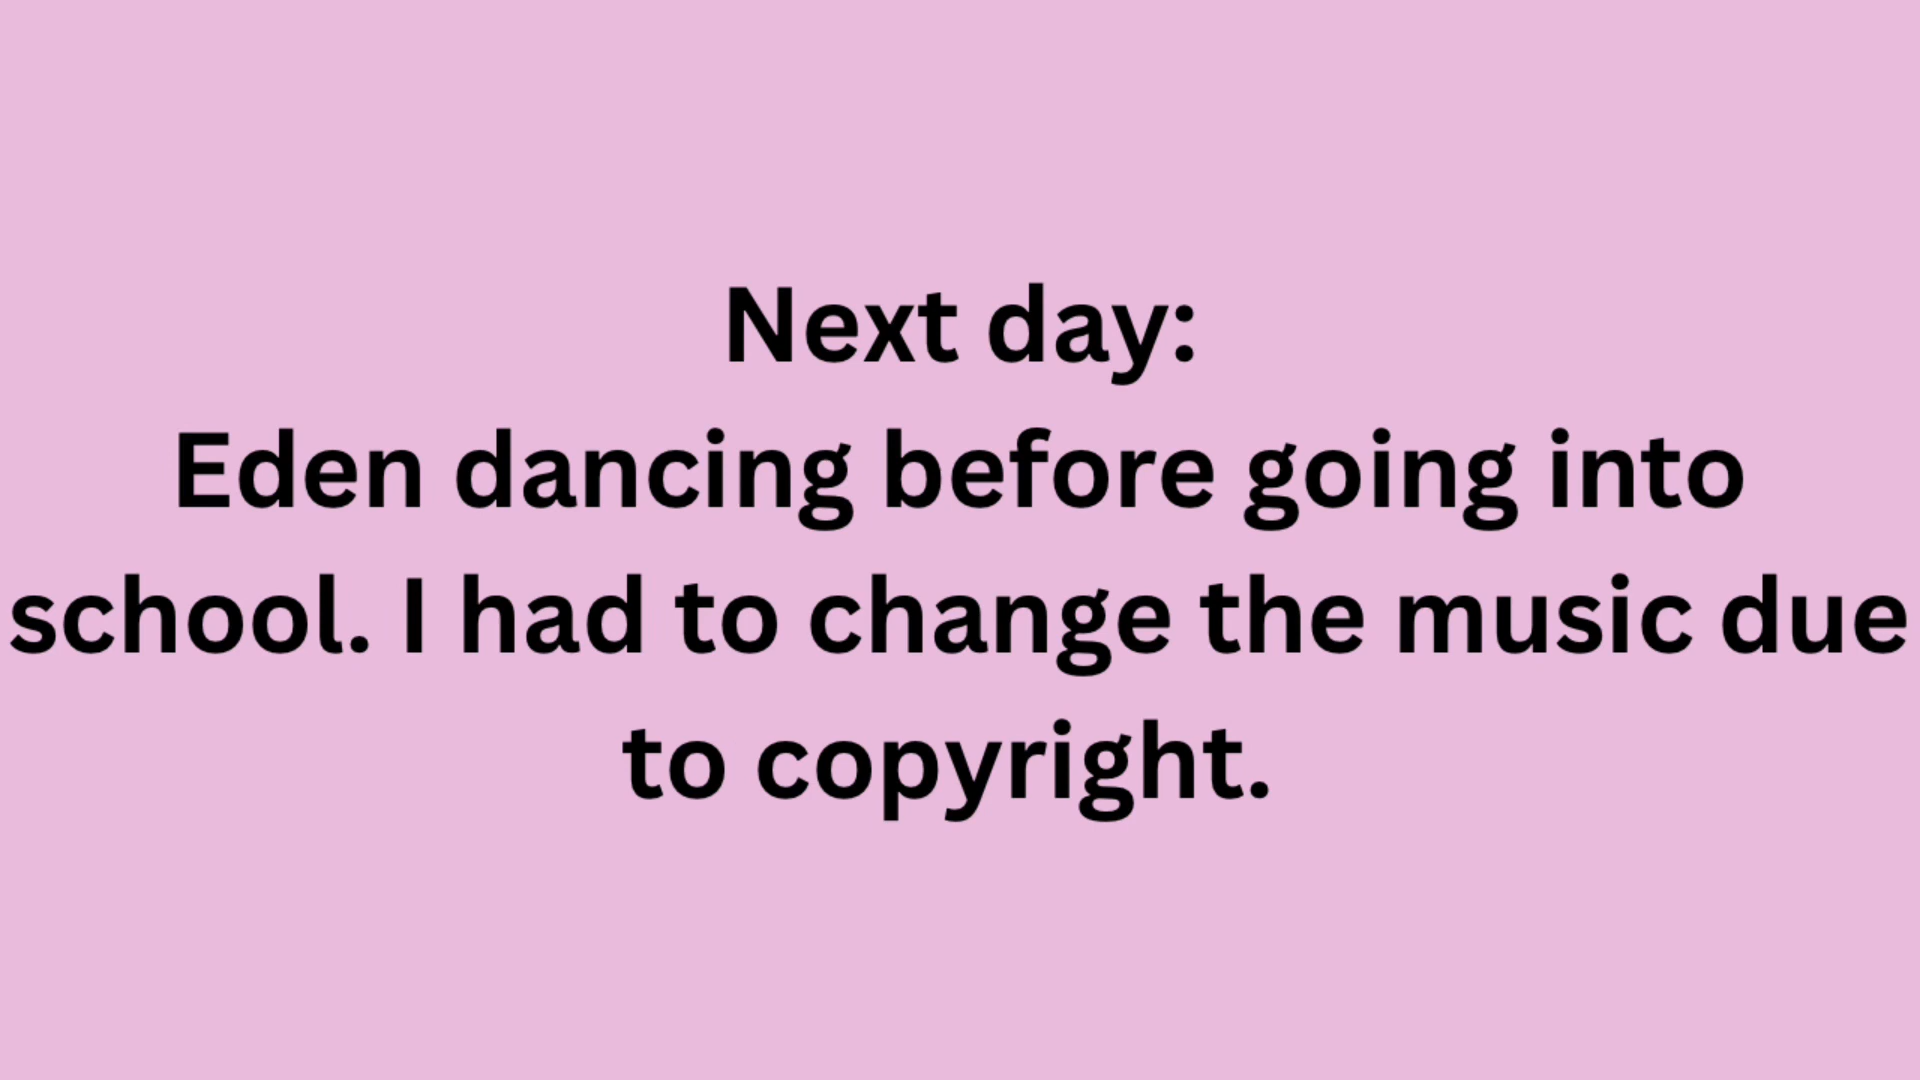 Next day:
Eden dancing before going into
school. I had to change the music due
to copyright.